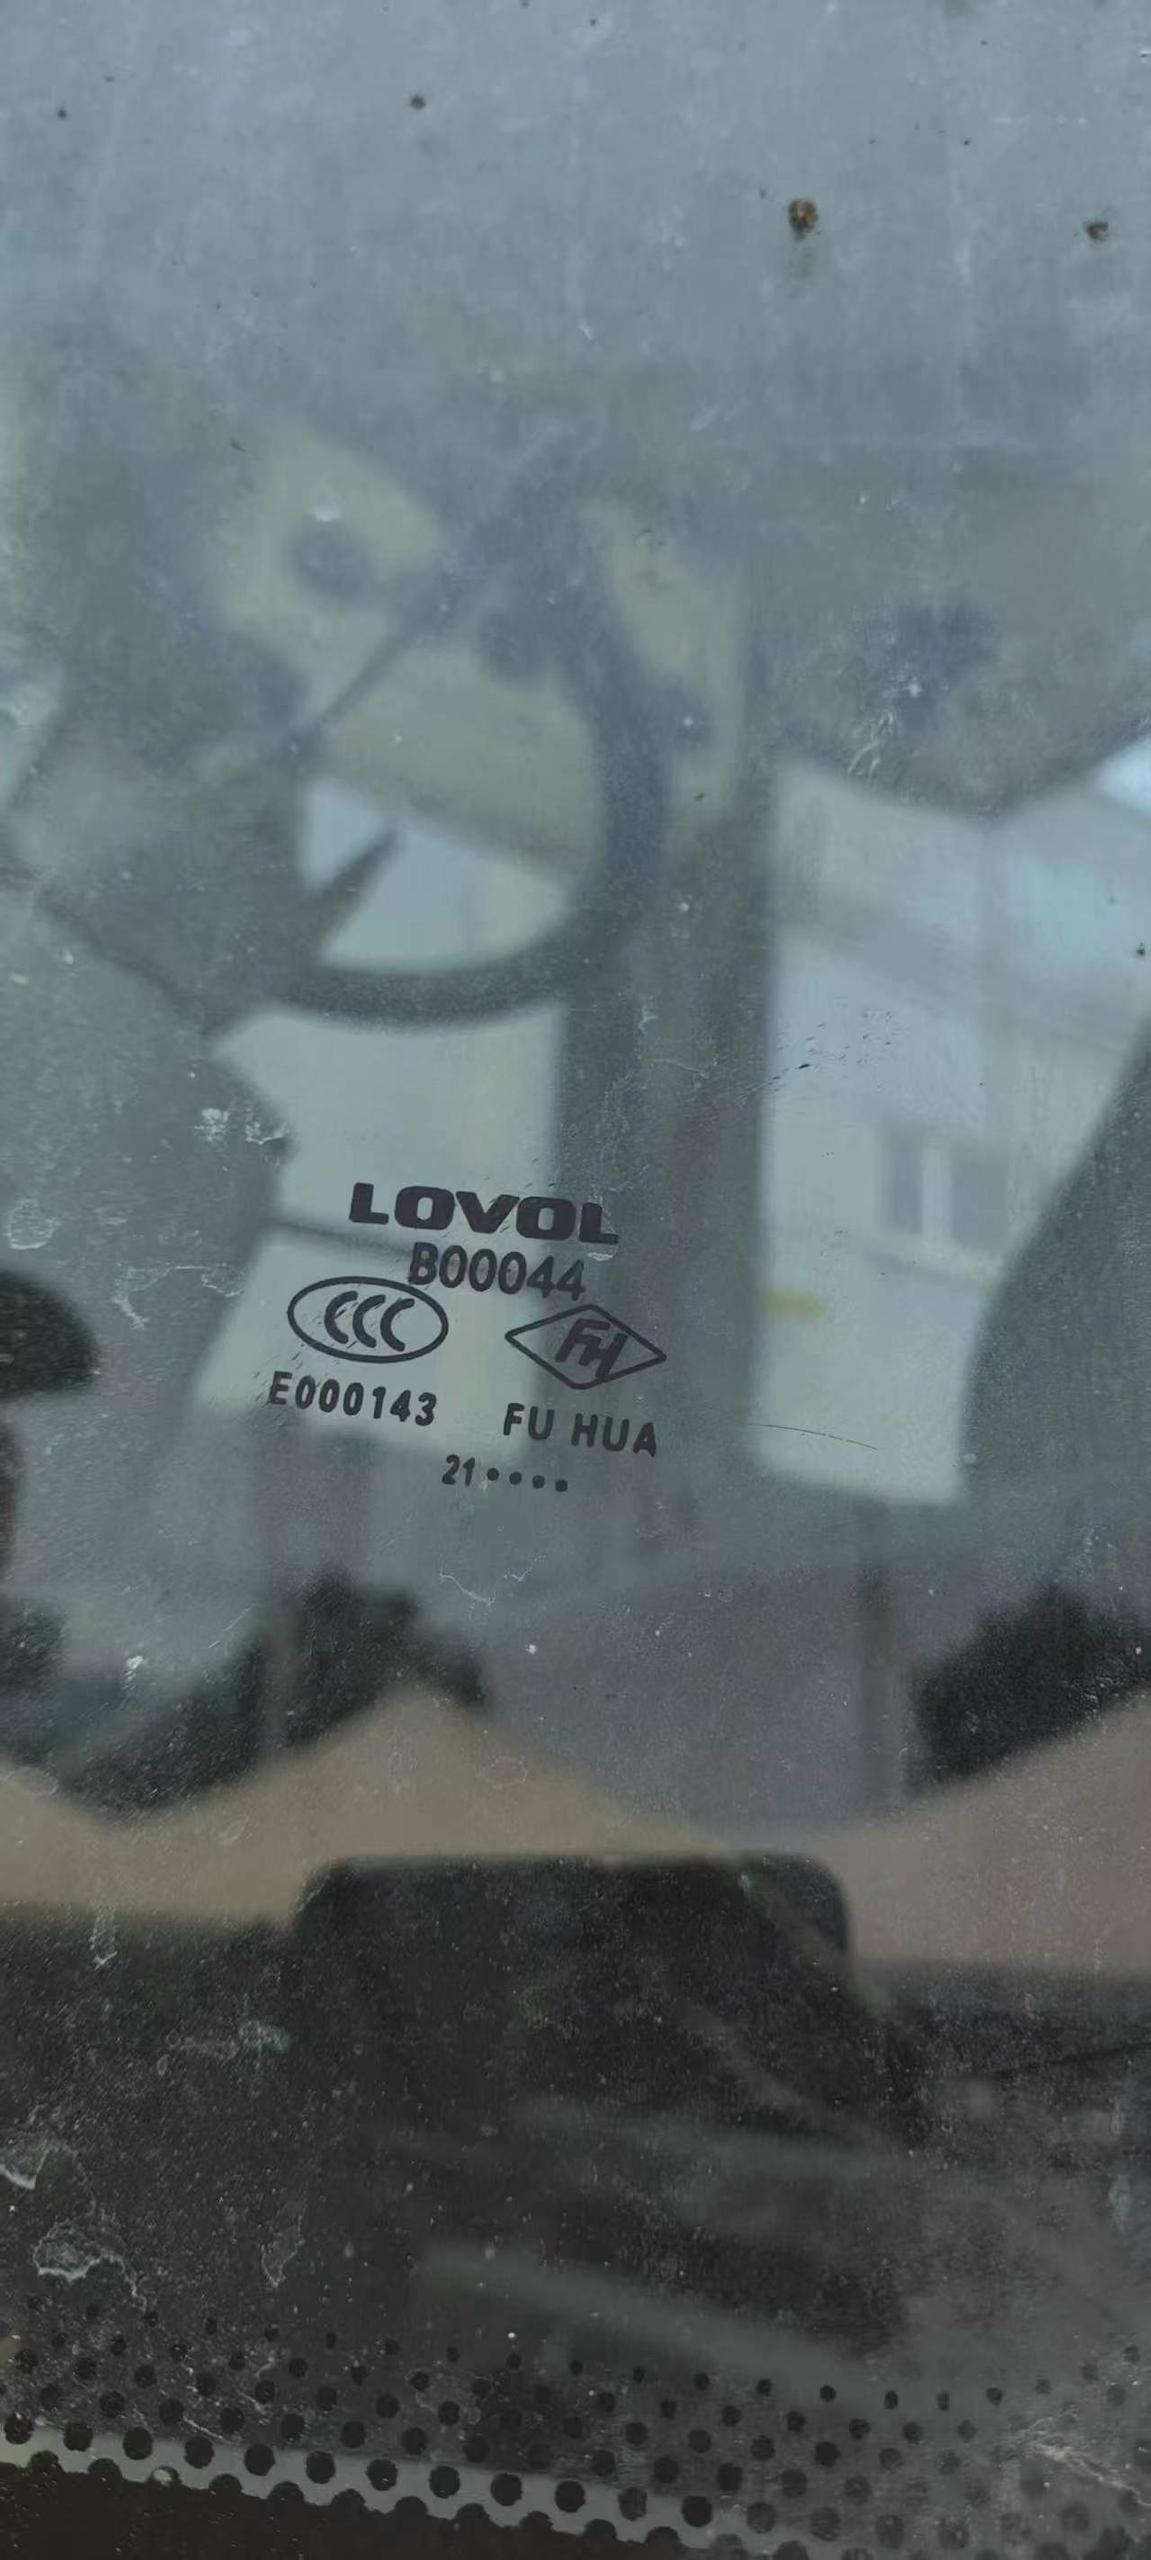 LOVOL
B00044
CCC FH
E000143 FU HUA
21••••